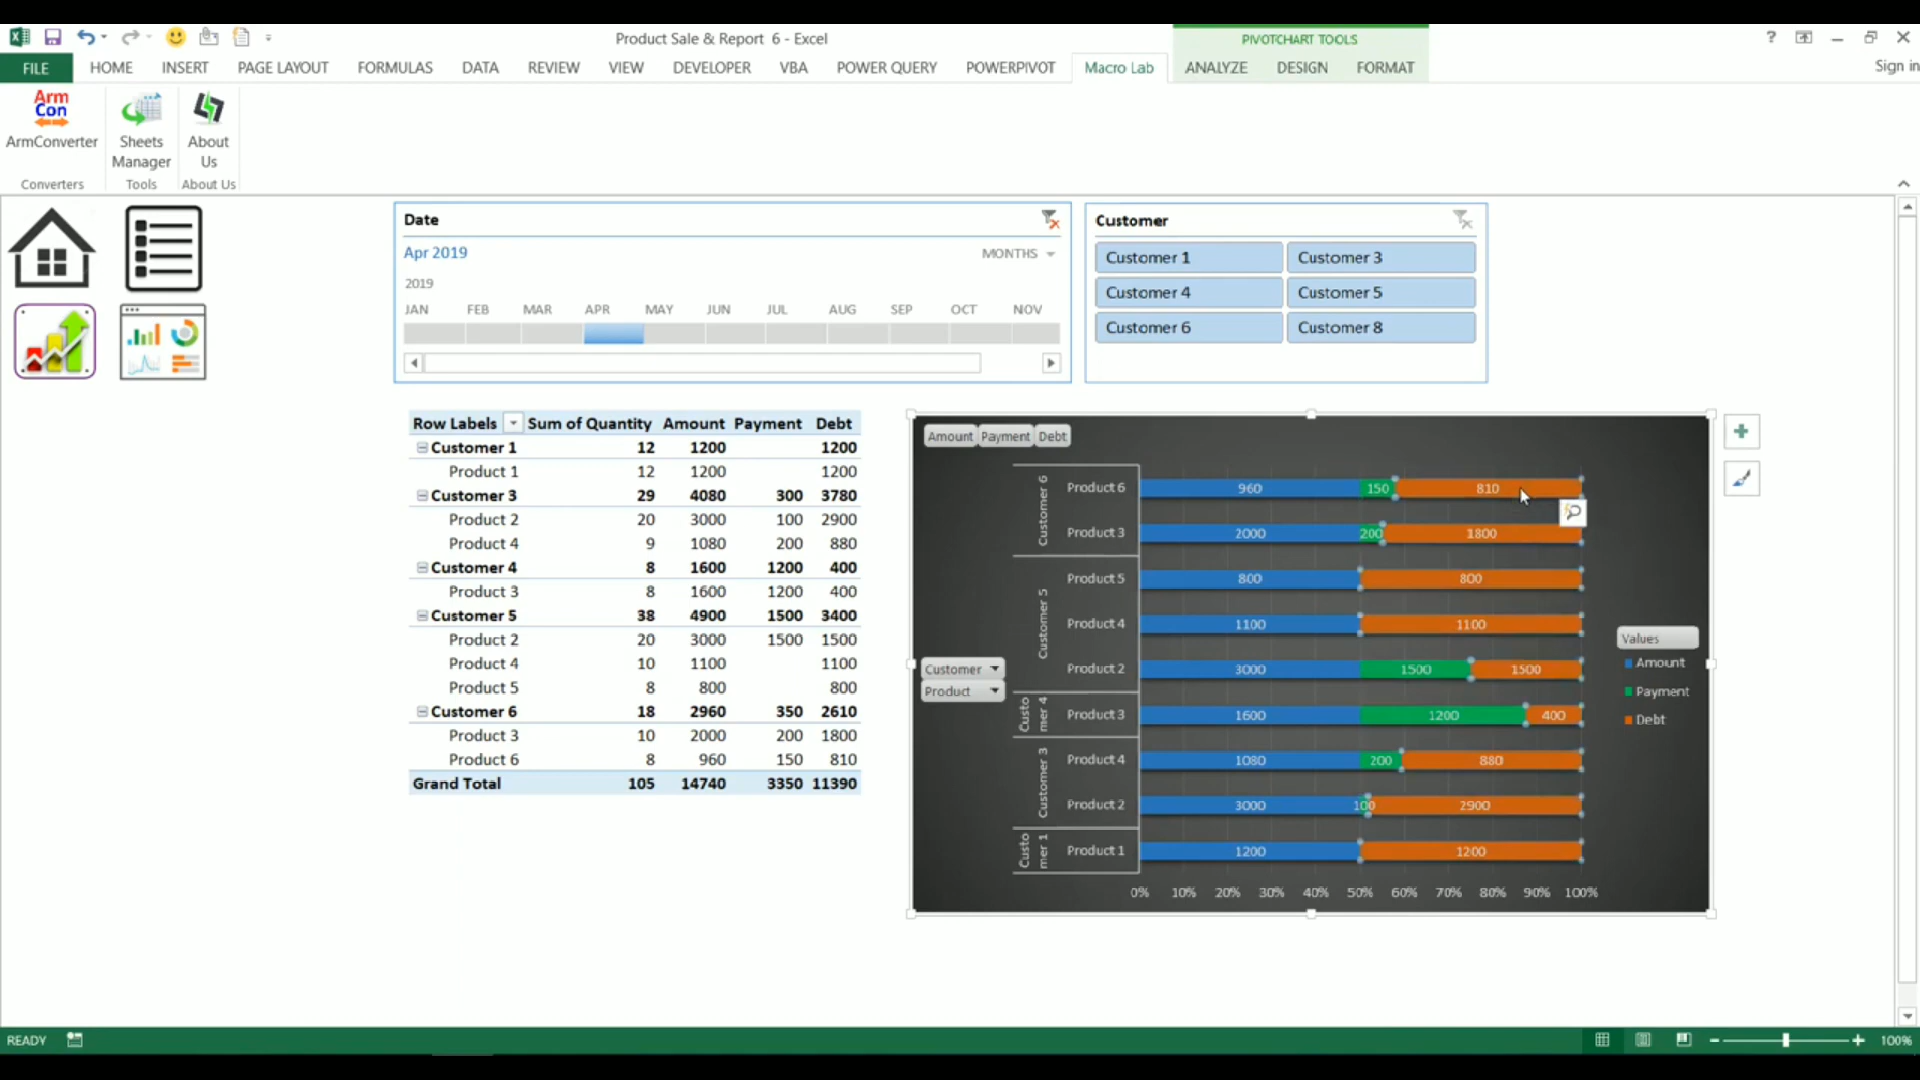 Product Sale & Report 6 - Excel
PIVOTCHART TOOLS
?
FILE HOME INSERT PAGE LAYOUT FORMULAS DATA REVIEW VIEW DEVELOPER VBA POWER QUERY POWERPIVOT Macro Lab ANALYZE DESIGN FORMAT Sign in
Arm
Con
ArmConverter
Converters
Sheets
Manager
Tools
About
Us
About Us
Date
Apr 2019
MONTHS
2019
JAN FEB MAR APR MAY JUN JUL AUG SEP OCT NOV
Customer
Customer 1 Customer 3
Customer 4 Customer 5
Customer 6 Customer 8
Row Labels Sum of Quantity Amount Payment Debt
Customer 1 12 1200 1200
Product 1 12 1200 1200
Customer 3 29 4080 300 3780
Product 2 20 3000 100 2900
Product 4 9 1080 200 880
Customer 4 8 1600 1200 400
Product 3 8 1600 1200 400
Customer 5 38 4900 1500 3400
Product 2 20 3000 1500 1500
Product 4 10 1100 1100
Product 5 8 800 800
Customer 6 18 2960 350 2610
Product 3 10 2000 200 1800
Product 6 8 960 150 810
Grand Total 105 14740 3350 11390
Amount Payment Debt
Customer 6
Product 6 960 150 810
Product 3 2000 200 1800
Customer 5
Product 5 800 800
Product 4 1100 1100
Product 2 3000 1500 1500
Custo
mer 4
Product 3 1600 1200 400
Customer 3
Product 4 1080 200 880
Product 2 3000 100 2900
Custo
mer 1
Product 1 1200 1200
0% 10% 20% 30% 40% 50% 60% 70% 80% 90% 100%
Customer
Product
Values
Amount
Payment
Debt
READY
100%